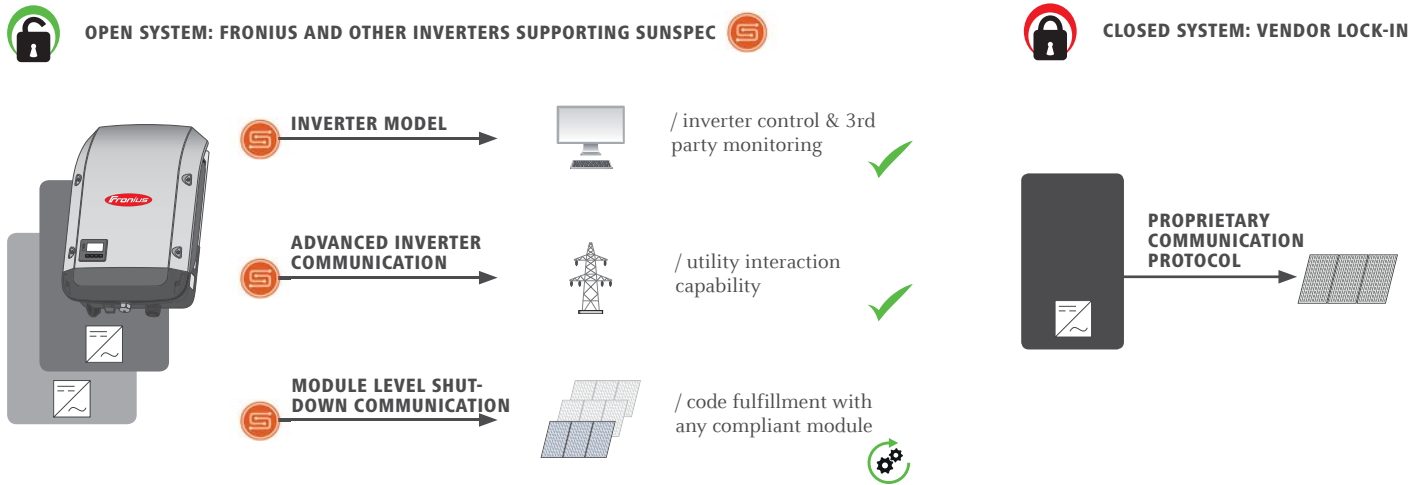 OPEN SYSTEM: FRONIUS AND OTHER INVERTERS SUPPORTING SUNSPEC
CLOSED SYSTEM: VENDOR LOCK-IN
INVERTER MODEL
/ inverter control & 3rd
party monitoring
Fronius
ADVANCED INVERTER
COMMUNICATION
/ utility interaction
capability
MODULE LEVEL SHUT-
DOWN COMMUNICATION
/ code fulfillment with
any compliant module
PROPRIETARY
COMMUNICATION
PROTOCOL